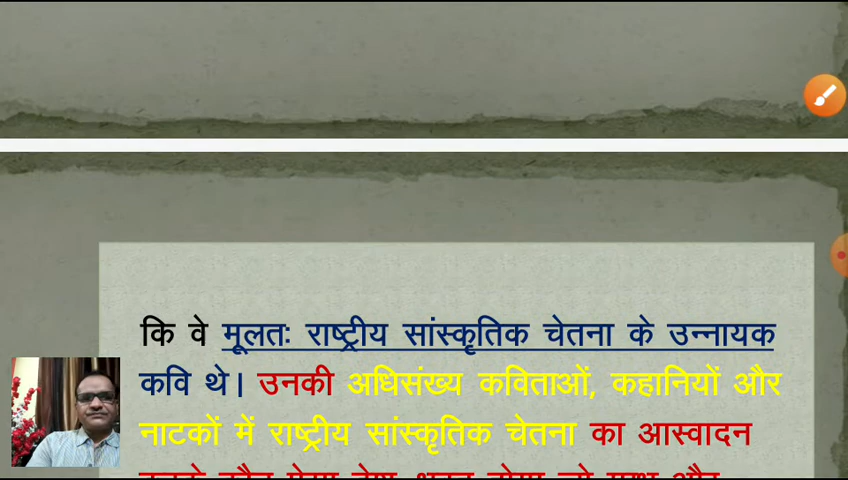 कि वे मूलतः राष्ट्रीय सांस्कृतिक चेतना के उन्नायक
कवि थे। उनकी अधिसंख्य कविताओं, कहानियों और
नाटकों में राष्ट्रीय सांस्कृतिक चेतना का आस्वादन